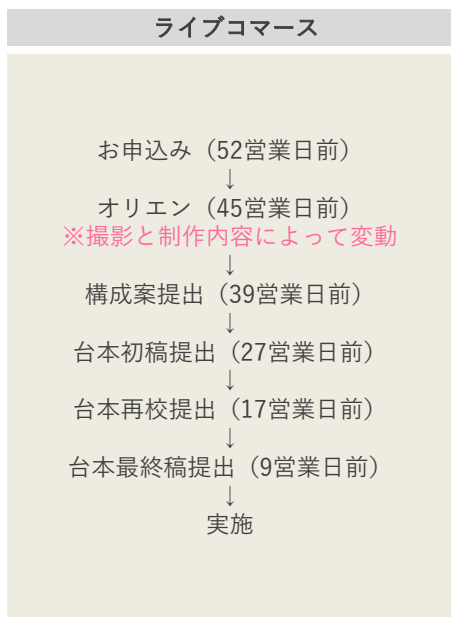 ライブコマース
お申込み（52営業日前）
↓
オリエン（45営業日前）
※撮影と制作内容によって変動
↓
構成案提出（39営業日前）
↓
台本初稿提出（27営業日前）
↓
台本再校提出（17営業日前）
↓
台本最終稿提出（9営業日前）
↓
実施